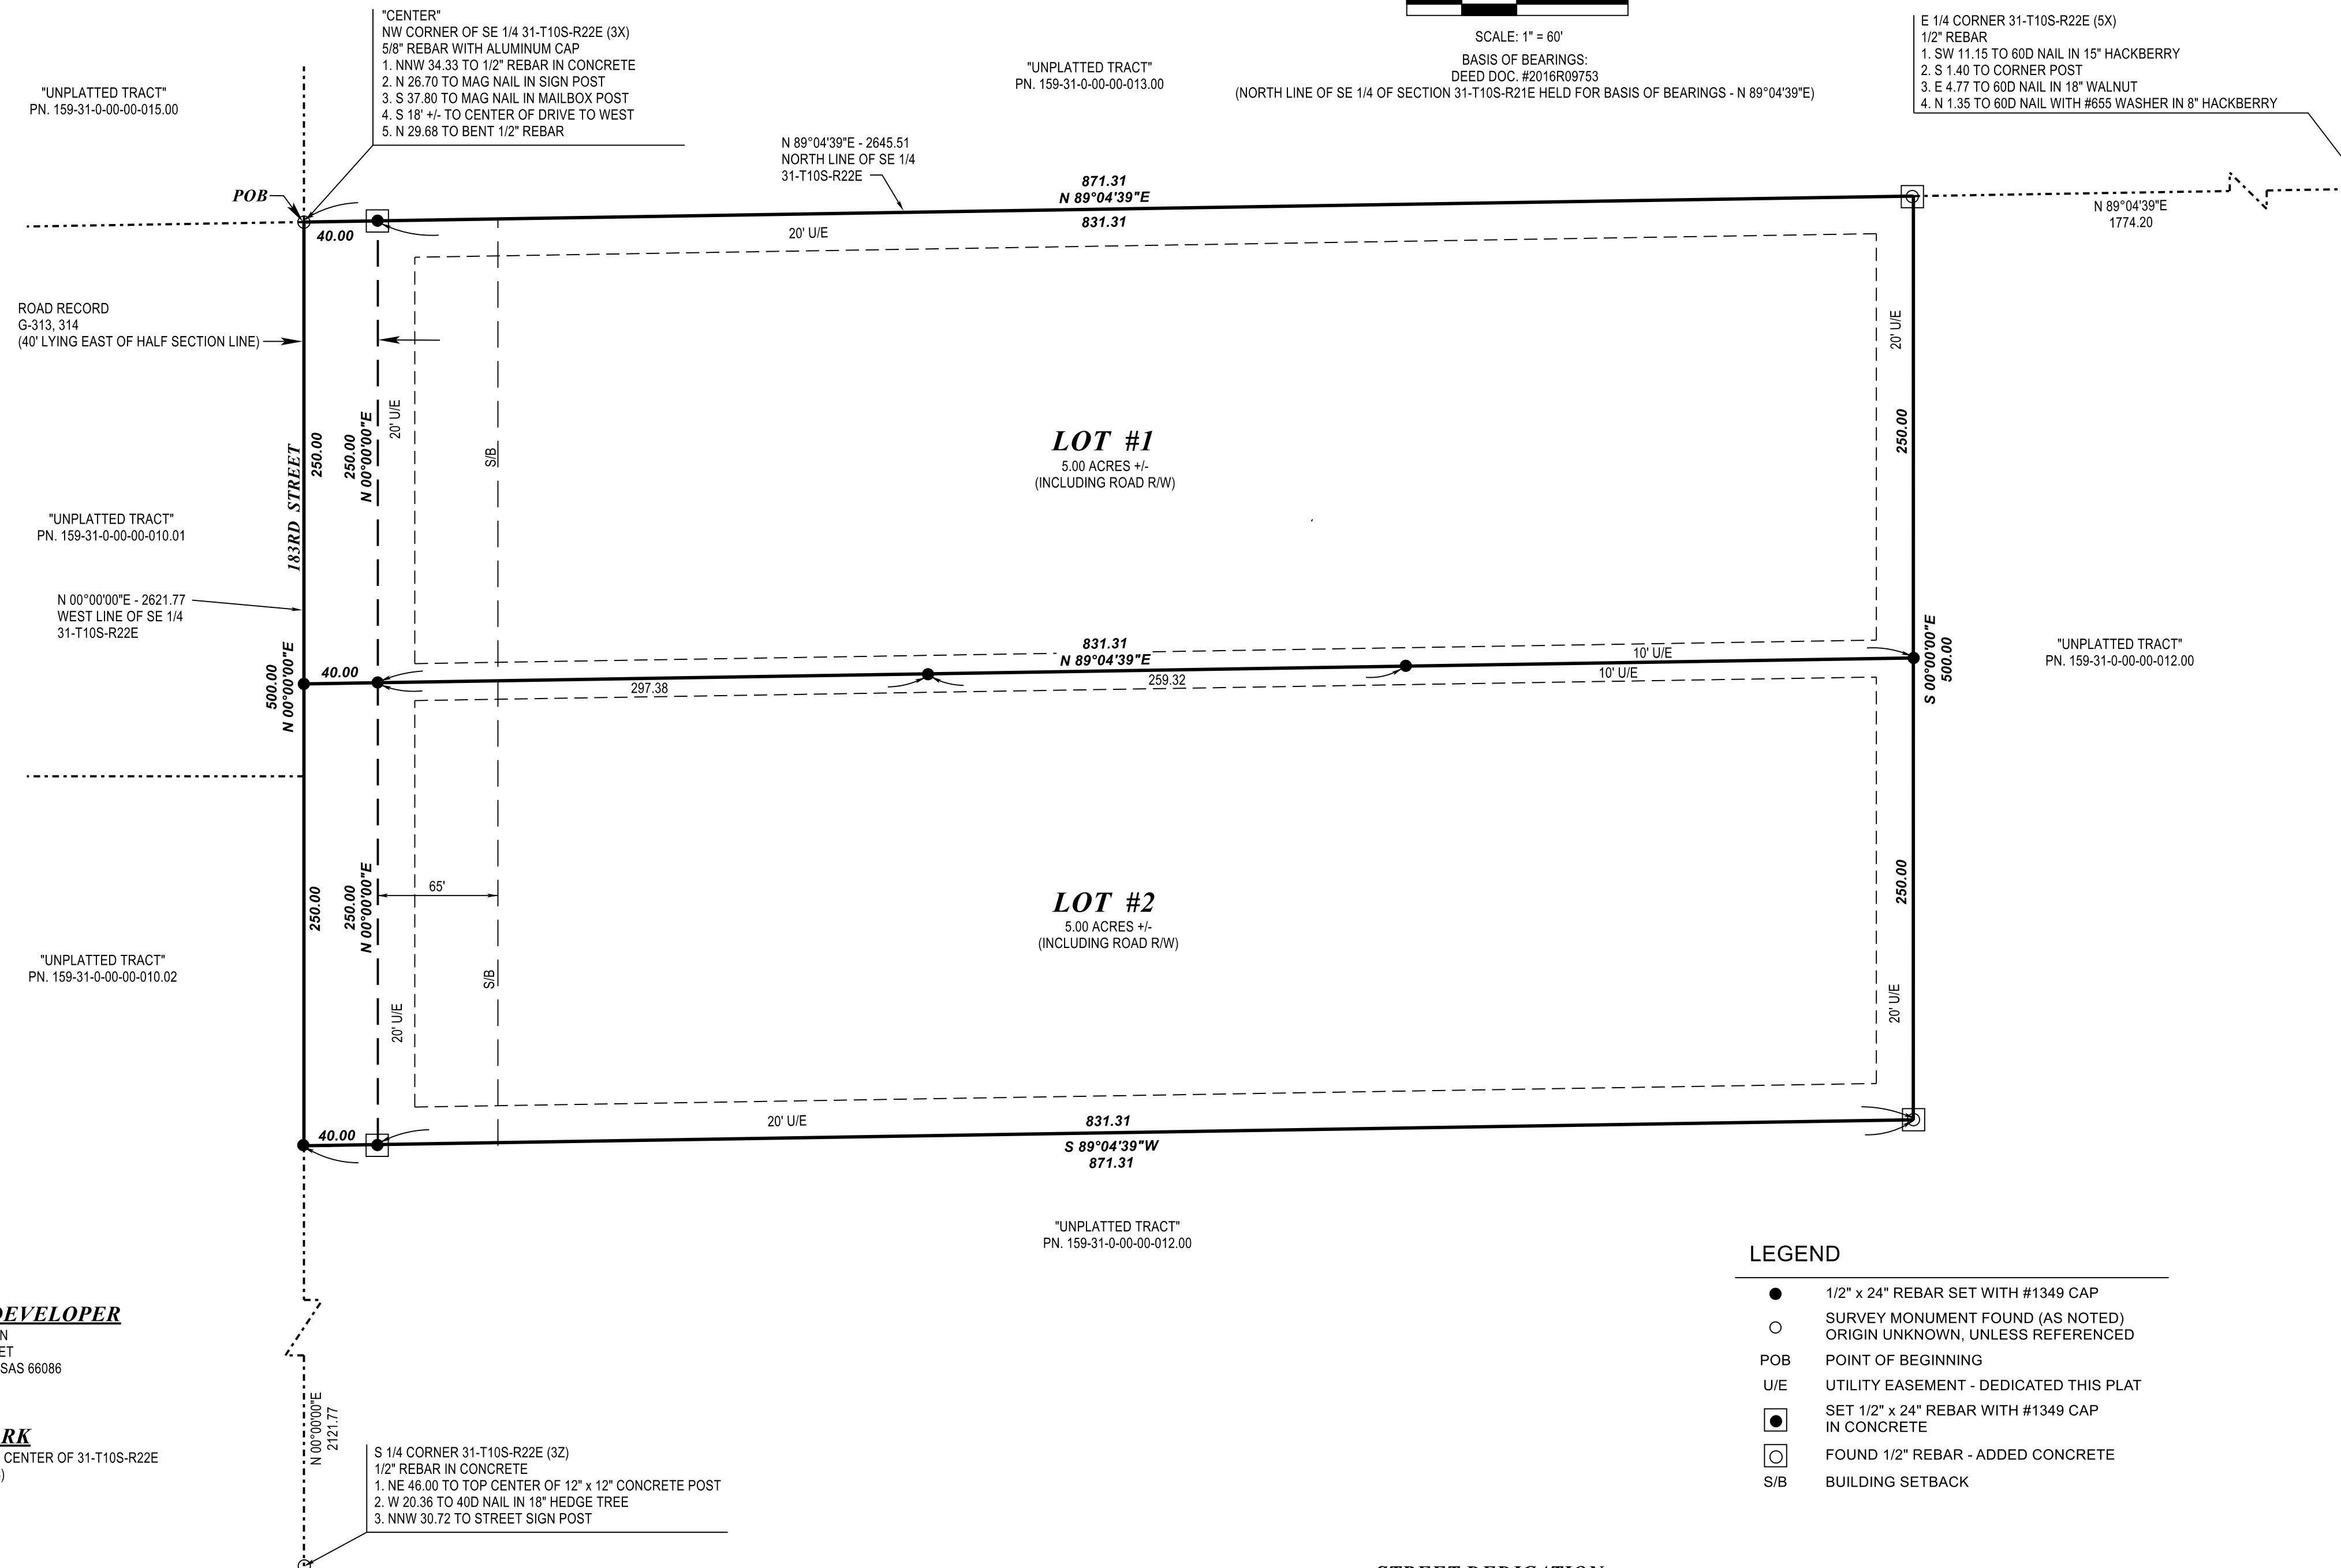 "CENTER"
NW CORNER OF SE 1/4 31-T10S-R22E (3X)
5/8" REBAR WITH ALUMINUM CAP
1. NNW 34.33 TO 1/2" REBAR IN CONCRETE
2. N 26.70 TO MAG NAIL IN SIGN POST
3. S 37.80 TO MAG NAIL IN MAILBOX POST
4. S 18' +/- TO CENTER OF DRIVE TO WEST
5. N 29.68 TO BENT 1/2" REBAR
SCALE: 1" = 60'
BASIS OF BEARINGS:
DEED DOC. #2016R09753
(NORTH LINE OF SE 1/4 OF SECTION 31-T10S-R21E HELD FOR BASIS OF BEARINGS - N 89°04'39"E)
E 1/4 CORNER 31-T10S-R22E (5X)
1/2" REBAR
1. SW 11.15 TO 60D NAIL IN 15" HACKBERRY
2. S 1.40 TO CORNER POST
3. E 4.77 TO 60D NAIL IN 18" WALNUT
4. N 1.35 TO 60D NAIL WITH #655 WASHER IN 8" HACKBERRY
"UNPLATTED TRACT"
PN. 159-31-0-00-00-015.00
"UNPLATTED TRACT"
PN. 159-31-0-00-00-013.00
N 89°04'39"E - 2645.51
NORTH LINE OF SE 1/4
31-T10S-R22E
871.31
N 89°04'39"E
831.31
POB
40.00
20' U/E
N 89°04'39"E
1774.20
ROAD RECORD
G-313, 314
(40' LYING EAST OF HALF SECTION LINE)
183RD STREET
250.00
250.00
N 00°00'00"E
20' U/E
S/B
LOT #1
5.00 ACRES +/-
(INCLUDING ROAD R/W)
20' U/E
250.00
"UNPLATTED TRACT"
PN. 159-31-0-00-00-010.01
N 00°00'00"E - 2621.77
WEST LINE OF SE 1/4
31-T10S-R22E
500.00
N 00°00'00"E
40.00
831.31
N 89°04'39"E
297.38
259.32
10' U/E
10' U/E
S 00°00'00"E
500.00
"UNPLATTED TRACT"
PN. 159-31-0-00-00-012.00
250.00
250.00
N 00°00'00"E
65'
LOT #2
5.00 ACRES +/-
(INCLUDING ROAD R/W)
250.00
"UNPLATTED TRACT"
PN. 159-31-0-00-00-010.02
S/B
20' U/E
20' U/E
40.00
20' U/E
831.31
S 89°04'39"W
871.31
"UNPLATTED TRACT"
PN. 159-31-0-00-00-012.00
LEGEND
1/2" x 24" REBAR SET WITH #1349 CAP
SURVEY MONUMENT FOUND (AS NOTED)
ORIGIN UNKNOWN, UNLESS REFERENCED
POB POINT OF BEGINNING
U/E UTILITY EASEMENT - DEDICATED THIS PLAT
SET 1/2" x 24" REBAR WITH #1349 CAP
IN CONCRETE
FOUND 1/2" REBAR - ADDED CONCRETE
S/B BUILDING SETBACK
DEVELOPER
N
ET
SAS 66086
RK
CENTER OF 31-T10S-R22E
)
N 00°00'00"E
2121.77
S 1/4 CORNER 31-T10S-R22E (3Z)
1/2" REBAR IN CONCRETE
1. NE 46.00 TO TOP CENTER OF 12" x 12" CONCRETE POST
2. W 20.36 TO 40D NAIL IN 18" HEDGE TREE
3. NNW 30.72 TO STREET SIGN POST
STREET DEDICATION